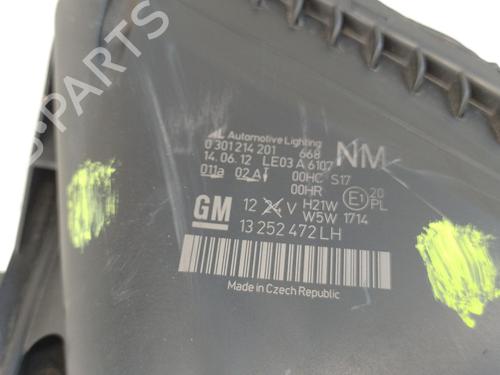 AL Automotive Lighting
0 301 214 201 668 NM
14.06.12 LE03 A 6107
011a 02 A 00HC S17
00HR E1 20
GM 12 24 V H21W PL
W5W 1714
13 252 472 LH
Made in Czech Republic
B-PARTS